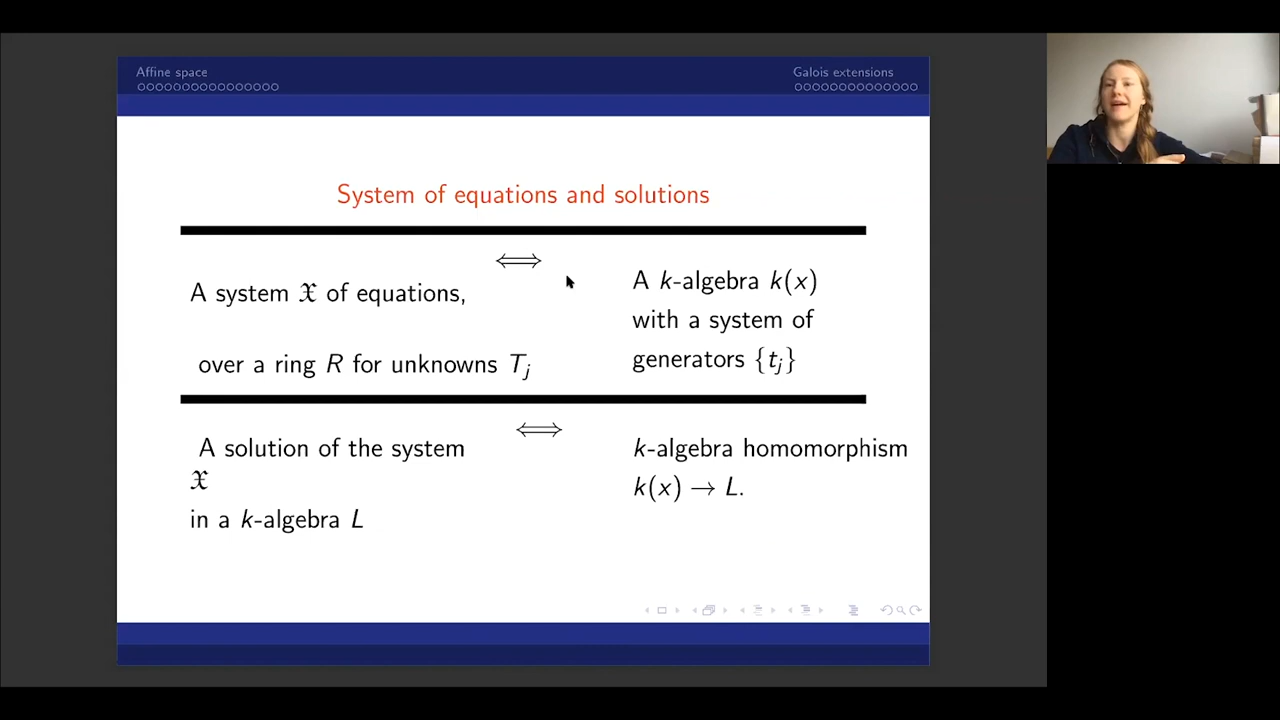 Affine space
Galois extensions
System of equations and solutions
⟺
A system 𝔛 of equations,
over a ring R for unknowns T_j
A k-algebra k(x)
with a system of
generators {t_j}
⟺
A solution of the system
𝔛
in a k-algebra L
k-algebra homomorphism
k(x) → L.